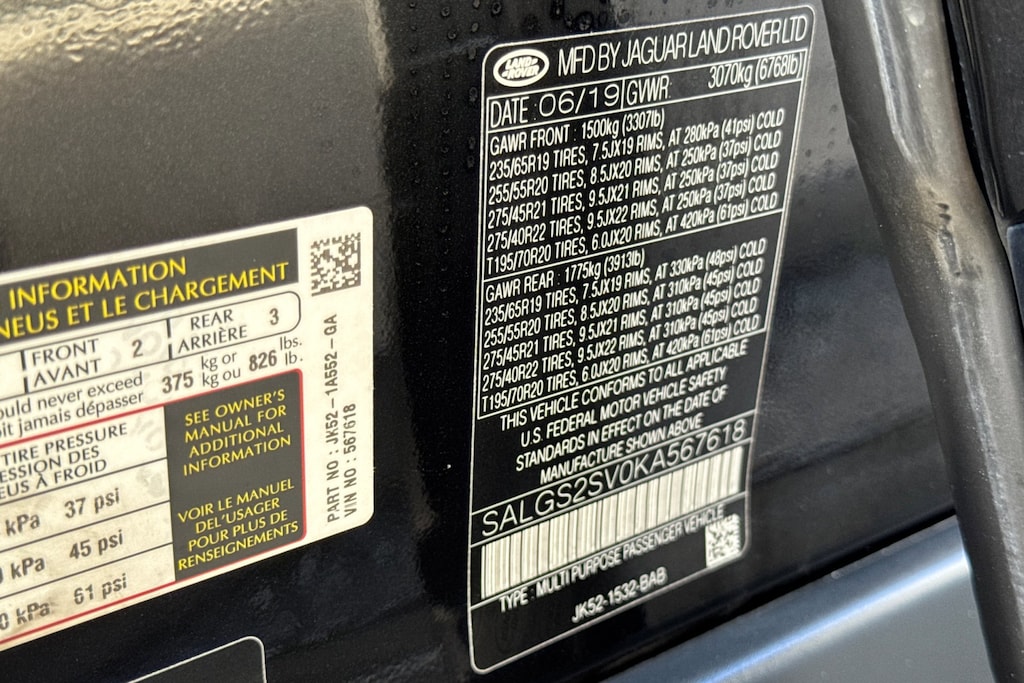 INFORMATION
NEUS ET LE CHARGEMENT
FRONT 2 REAR 3
AVANT ARRIÈRE
should never exceed 375 kg or 826 lbs.
doit jamais dépasser kg ou lb.
TIRE PRESSURE
DES
À FROID
kPa 37 psi
kPa 45 psi
0 kPa 61 psi
SEE OWNER'S
MANUAL FOR
ADDITIONAL
INFORMATION
VOIR LE MANUEL
DEL'USAGER
POUR PLUS DE
RENSEIGNEMENTS
PART NO : JK52-1A552-GA
VIN NO : 567618
LAND-
-ROVER
MFD BY JAGUAR LAND ROVER LTD
DATE : 06/19 GVWR 3070kg (6768lb)
GAWR FRONT : 1500kg (3307lb)
235/65R19 TIRES, 7.5JX19 RIMS, AT 280kPa (41psi) COLD
255/55R20 TIRES, 8.5JX20 RIMS, AT 250kPa (37psi) COLD
275/45R21 TIRES, 9.5JX21 RIMS, AT 250kPa (37psi) COLD
275/40R22 TIRES, 9.5JX22 RIMS, AT 250kPa (37psi) COLD
T195/70R20 TIRES, 6.0JX20 RIMS, AT 420kPa (61psi) COLD
GAWR REAR : 1775kg (3913lb)
235/65R19 TIRES, 7.5JX19 RIMS, AT 330kPa (48psi) COLD
255/55R20 TIRES, 8.5JX20 RIMS, AT 310kPa (45psi) COLD
275/45R21 TIRES, 9.5JX21 RIMS, AT 310kPa (45psi) COLD
275/40R22 TIRES, 9.5JX22 RIMS, AT 310kPa (45psi) COLD
T195/70R20 TIRES, 6.0JX20 RIMS, AT 420kPa (61psi) COLD
THIS VEHICLE CONFORMS TO ALL APPLICABLE
U.S. FEDERAL MOTOR VEHICLE SAFETY
STANDARDS IN EFFECT ON THE DATE OF
MANUFACTURE SHOWN ABOVE
SALGS2SV0KA567618
TYPE : MULTI PURPOSE PASSENGER VEHICLE
JK52-1532-BAB